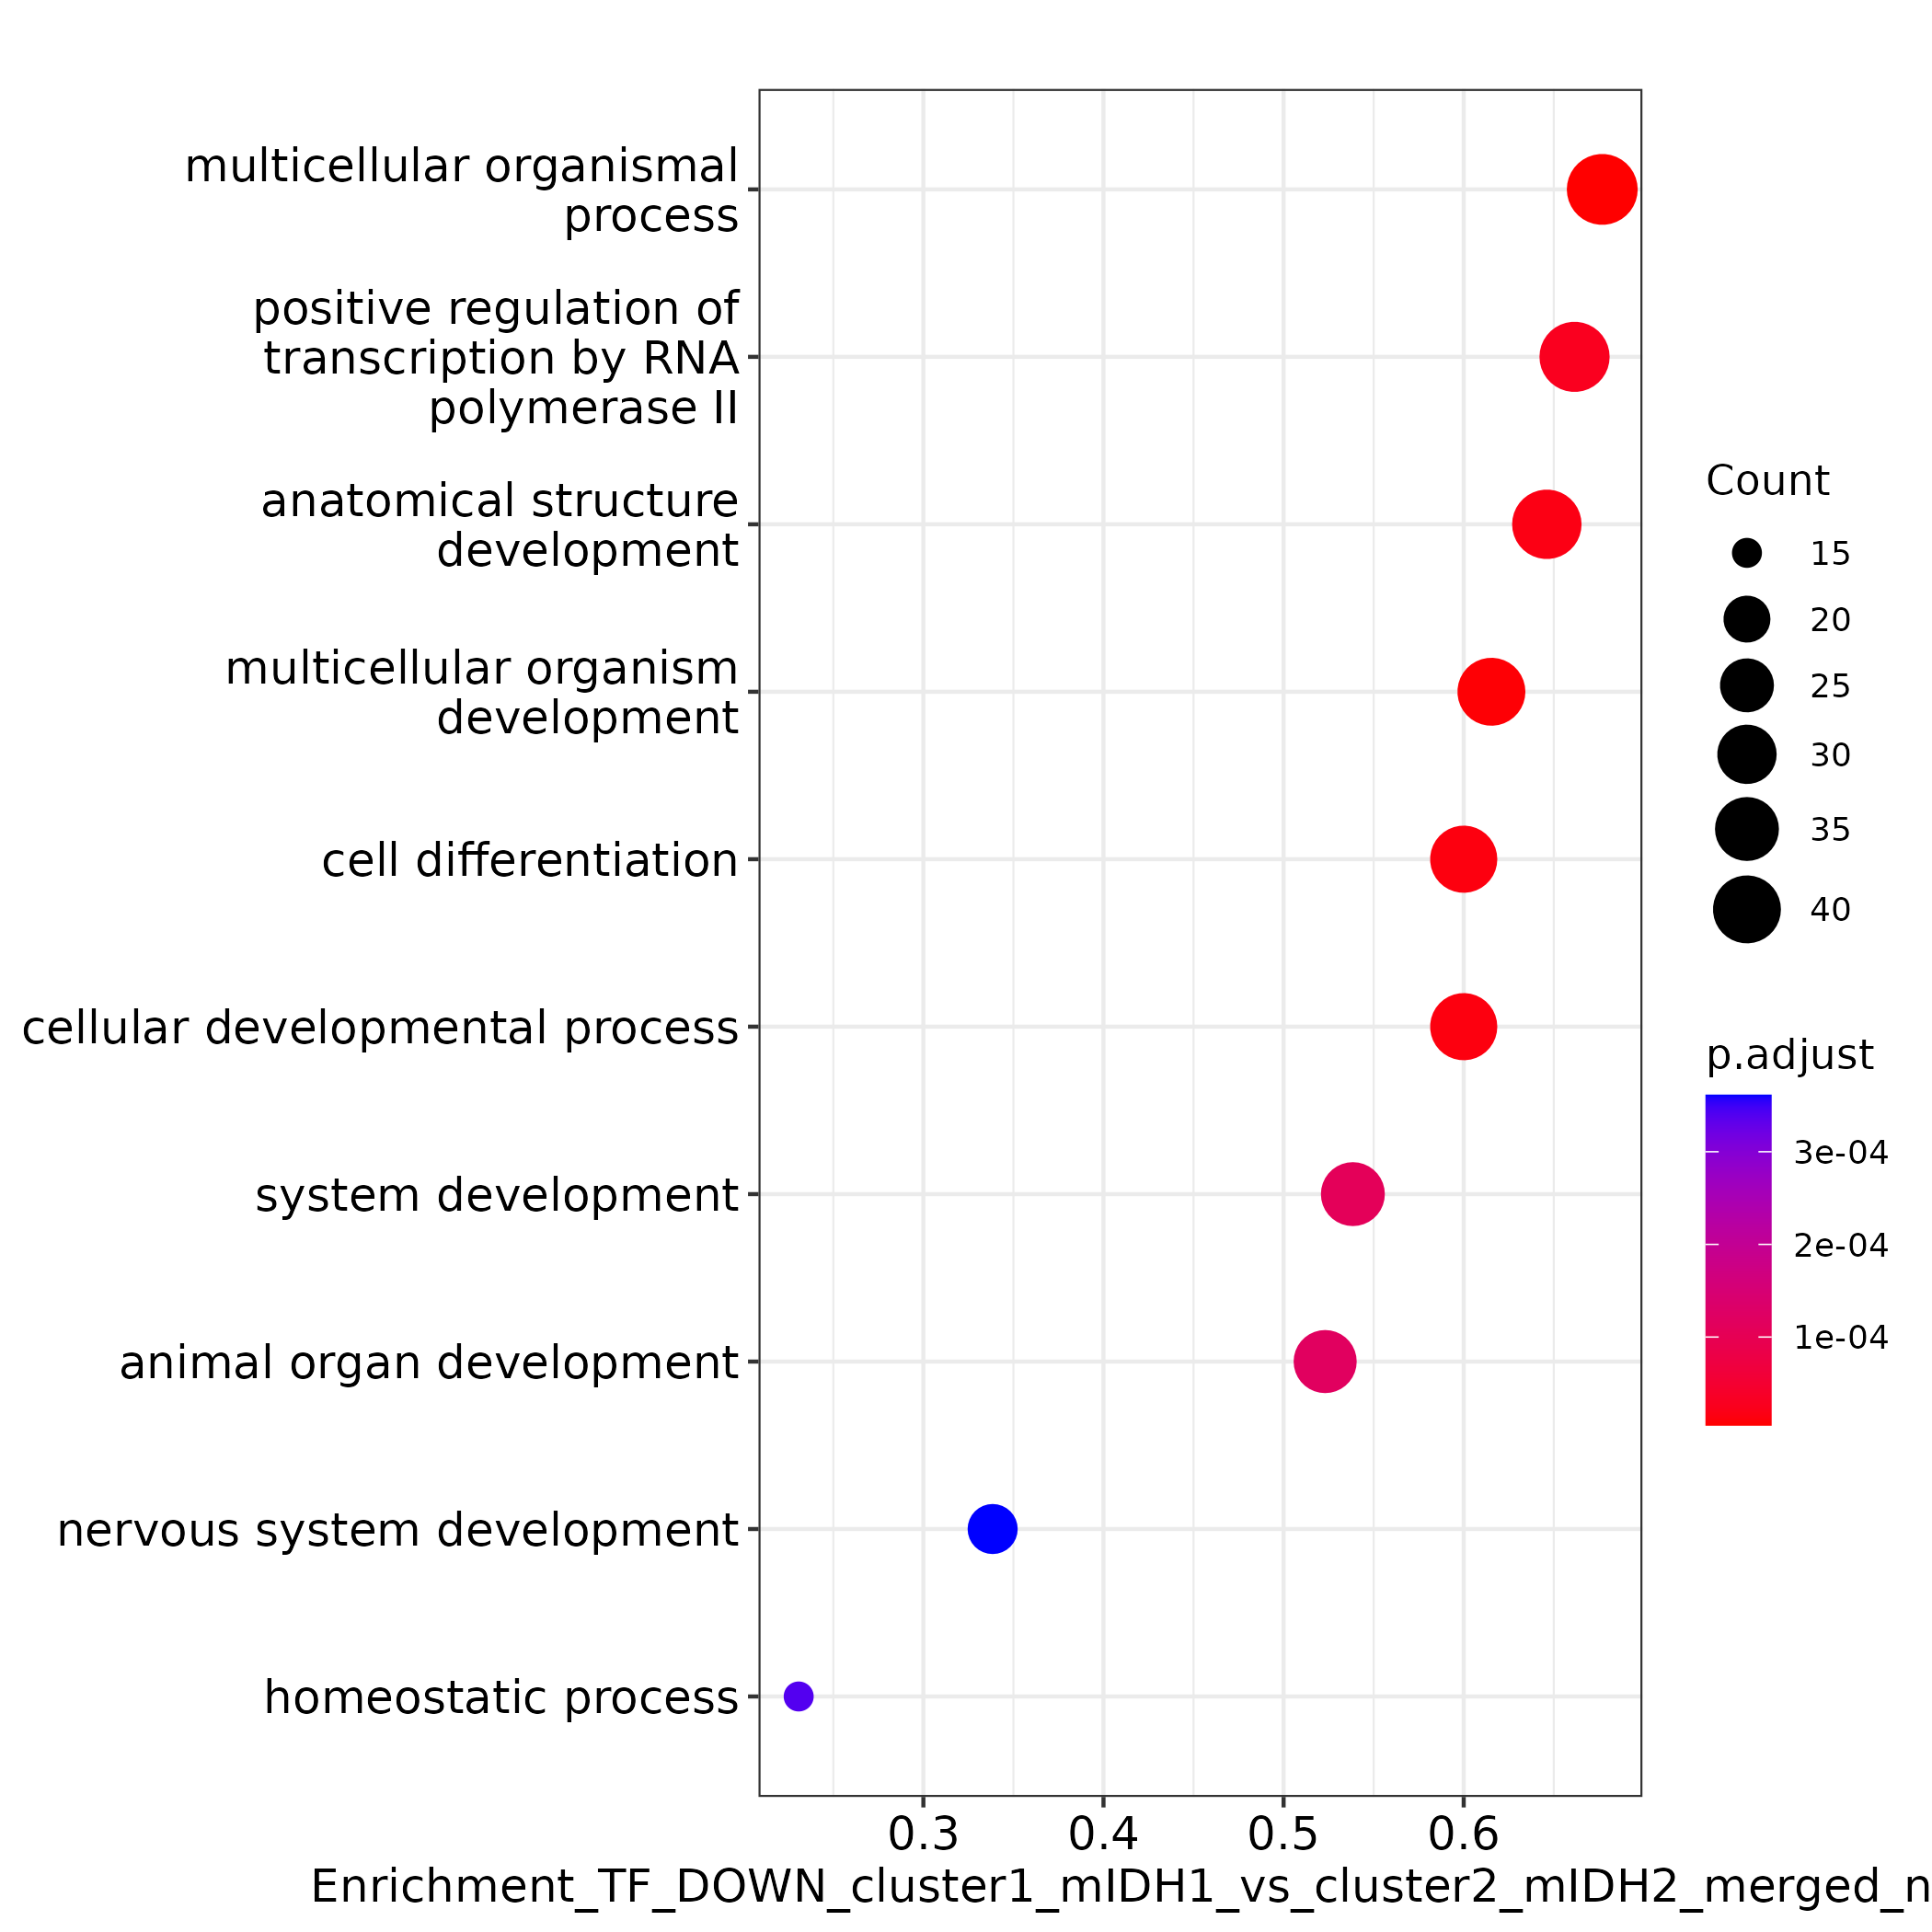 multicellular organismal
process
positive regulation of
transcription by RNA
polymerase II
anatomical structure
development
multicellular organism
development
cell differentiation
cellular developmental process
system development
animal organ development
nervous system development
homeostatic process
0.3 0.4 0.5 0.6
Enrichment_TF_DOWN_cluster1_mIDH1_vs_cluster2_mIDH2_merged_n
Count
15
20
25
30
35
40
p.adjust
3e-04
2e-04
1e-04